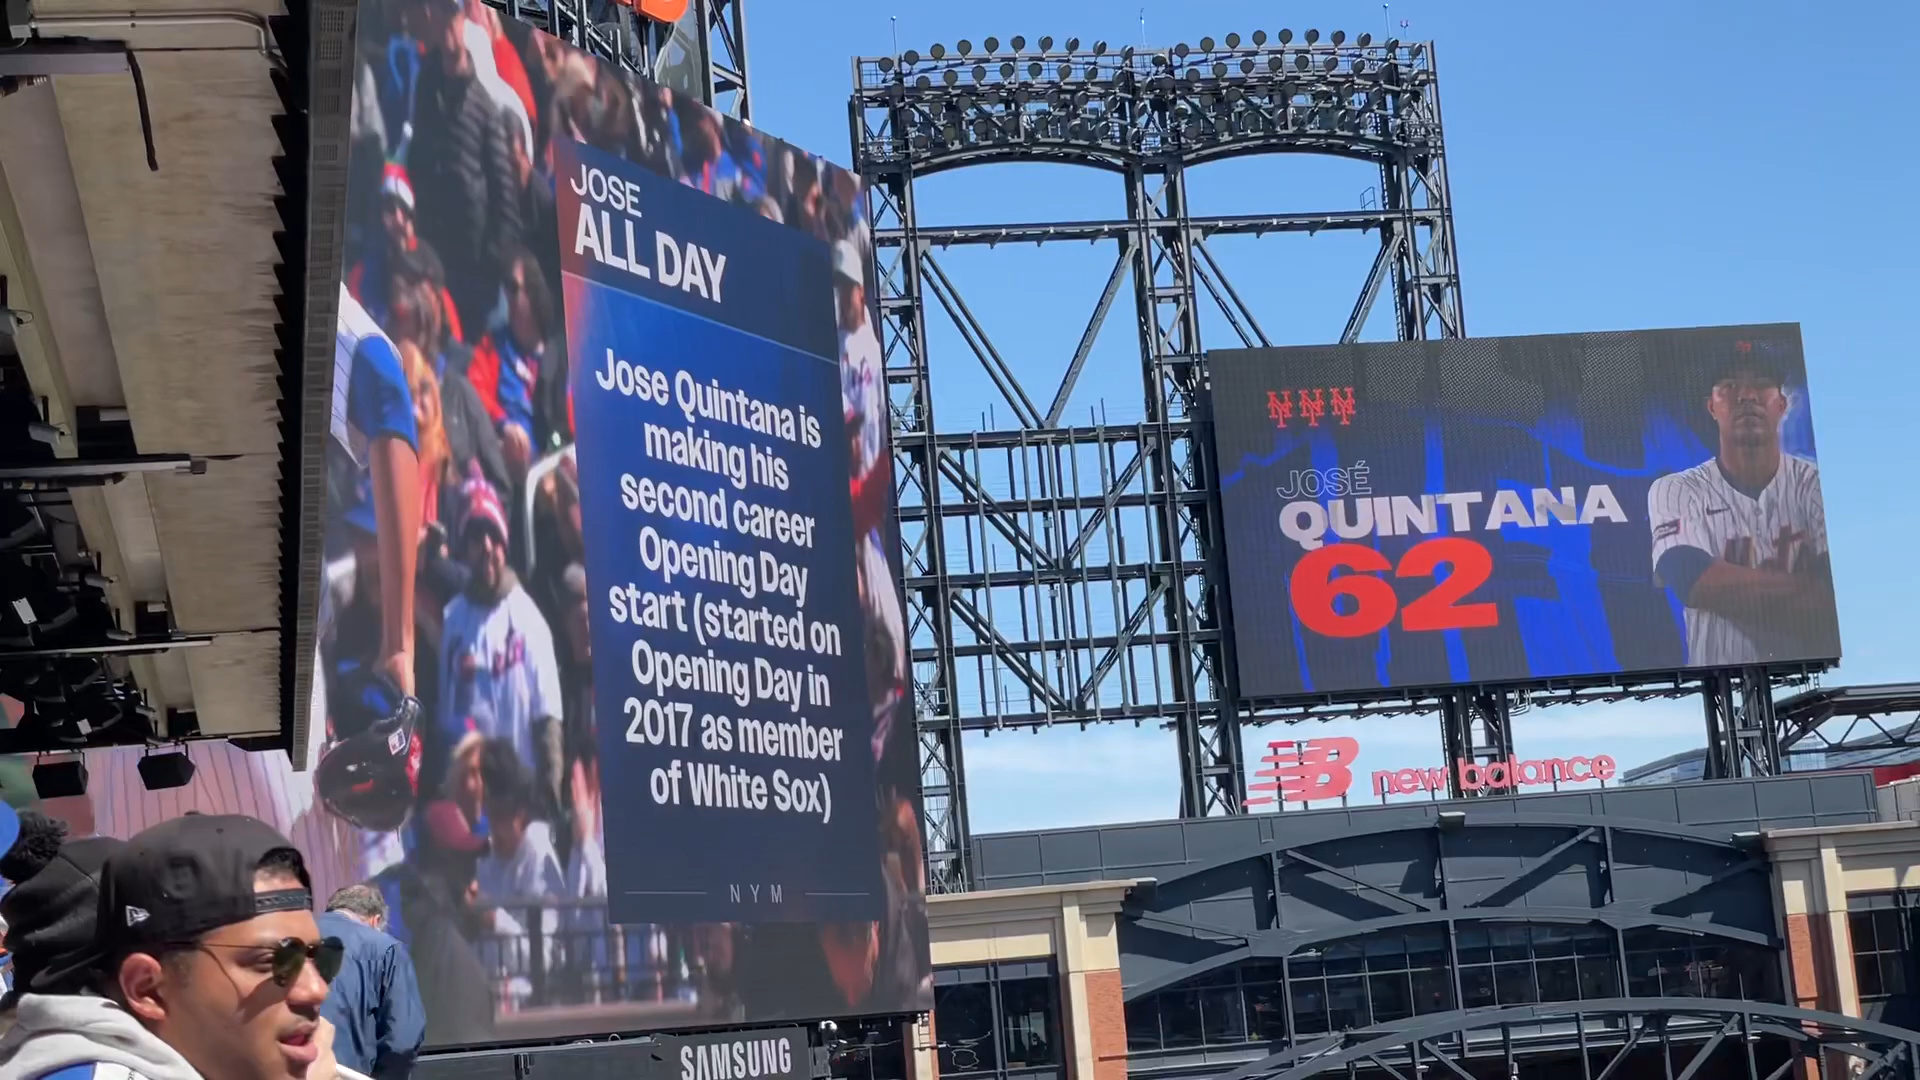 JOSE
ALL DAY
Jose Quintana is
making his
second career
Opening Day
start (started on
Opening Day in
2017 as member
of White Sox)
NYM
SAMSUNG
JOSÉ
QUINTANA
62
NB new balance